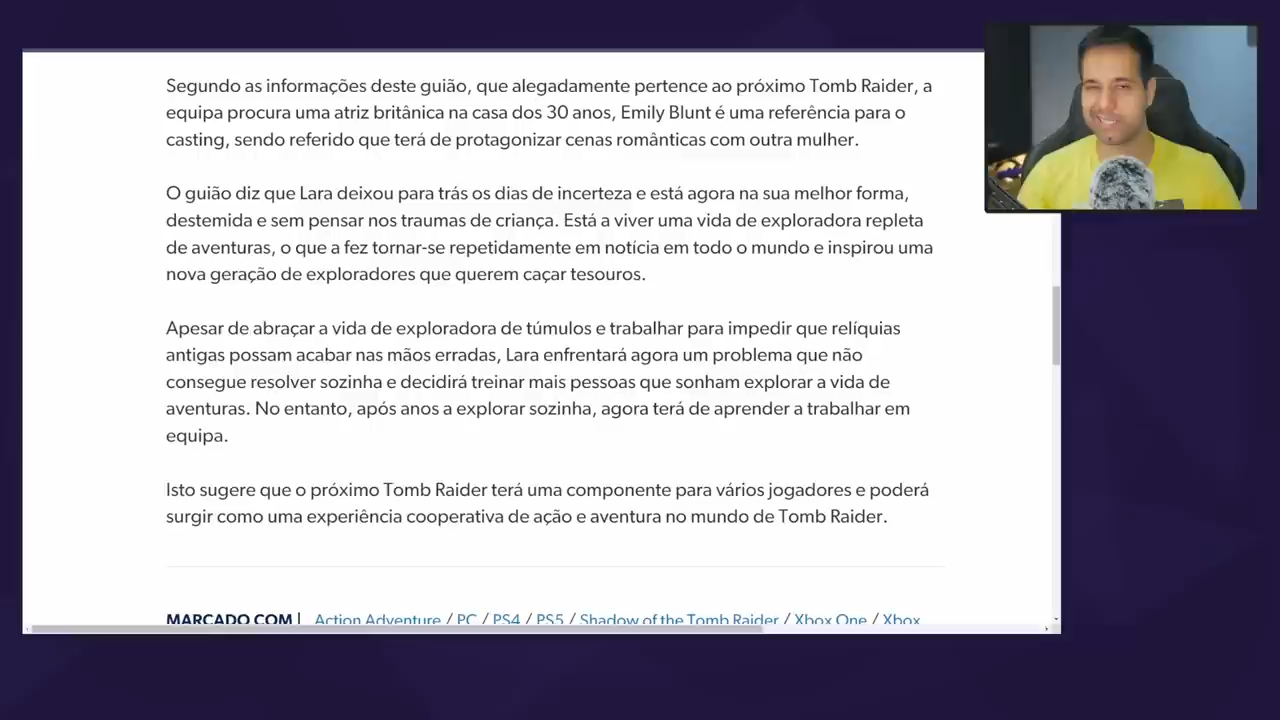 Segundo as informações deste guião, que alegadamente pertence ao próximo Tomb Raider, a
equipa procura uma atriz britânica na casa dos 30 anos, Emily Blunt é uma referência para o
casting, sendo referido que terá de protagonizar cenas românticas com outra mulher.
O guião diz que Lara deixou para trás os dias de incerteza e está agora na sua melhor forma,
destemida e sem pensar nos traumas de criança. Está a viver uma vida de exploradora repleta
de aventuras, o que a fez tornar-se repetidamente em notícia em todo o mundo e inspirou uma
nova geração de exploradores que querem caçar tesouros.
Apesar de abraçar a vida de exploradora de túmulos e trabalhar para impedir que relíquias
antigas possam acabar nas mãos erradas, Lara enfrentará agora um problema que não
consegue resolver sozinha e decidirá treinar mais pessoas que sonham explorar a vida de
aventuras. No entanto, após anos a explorar sozinha, agora terá de aprender a trabalhar em
equipa.
Isto sugere que o próximo Tomb Raider terá uma componente para vários jogadores e poderá
surgir como uma experiência cooperativa de ação e aventura no mundo de Tomb Raider.
MARCADO COM | Action Adventure / PC / PS4 / PS5 / Shadow of the Tomb Raider / Xbox One / Xbox